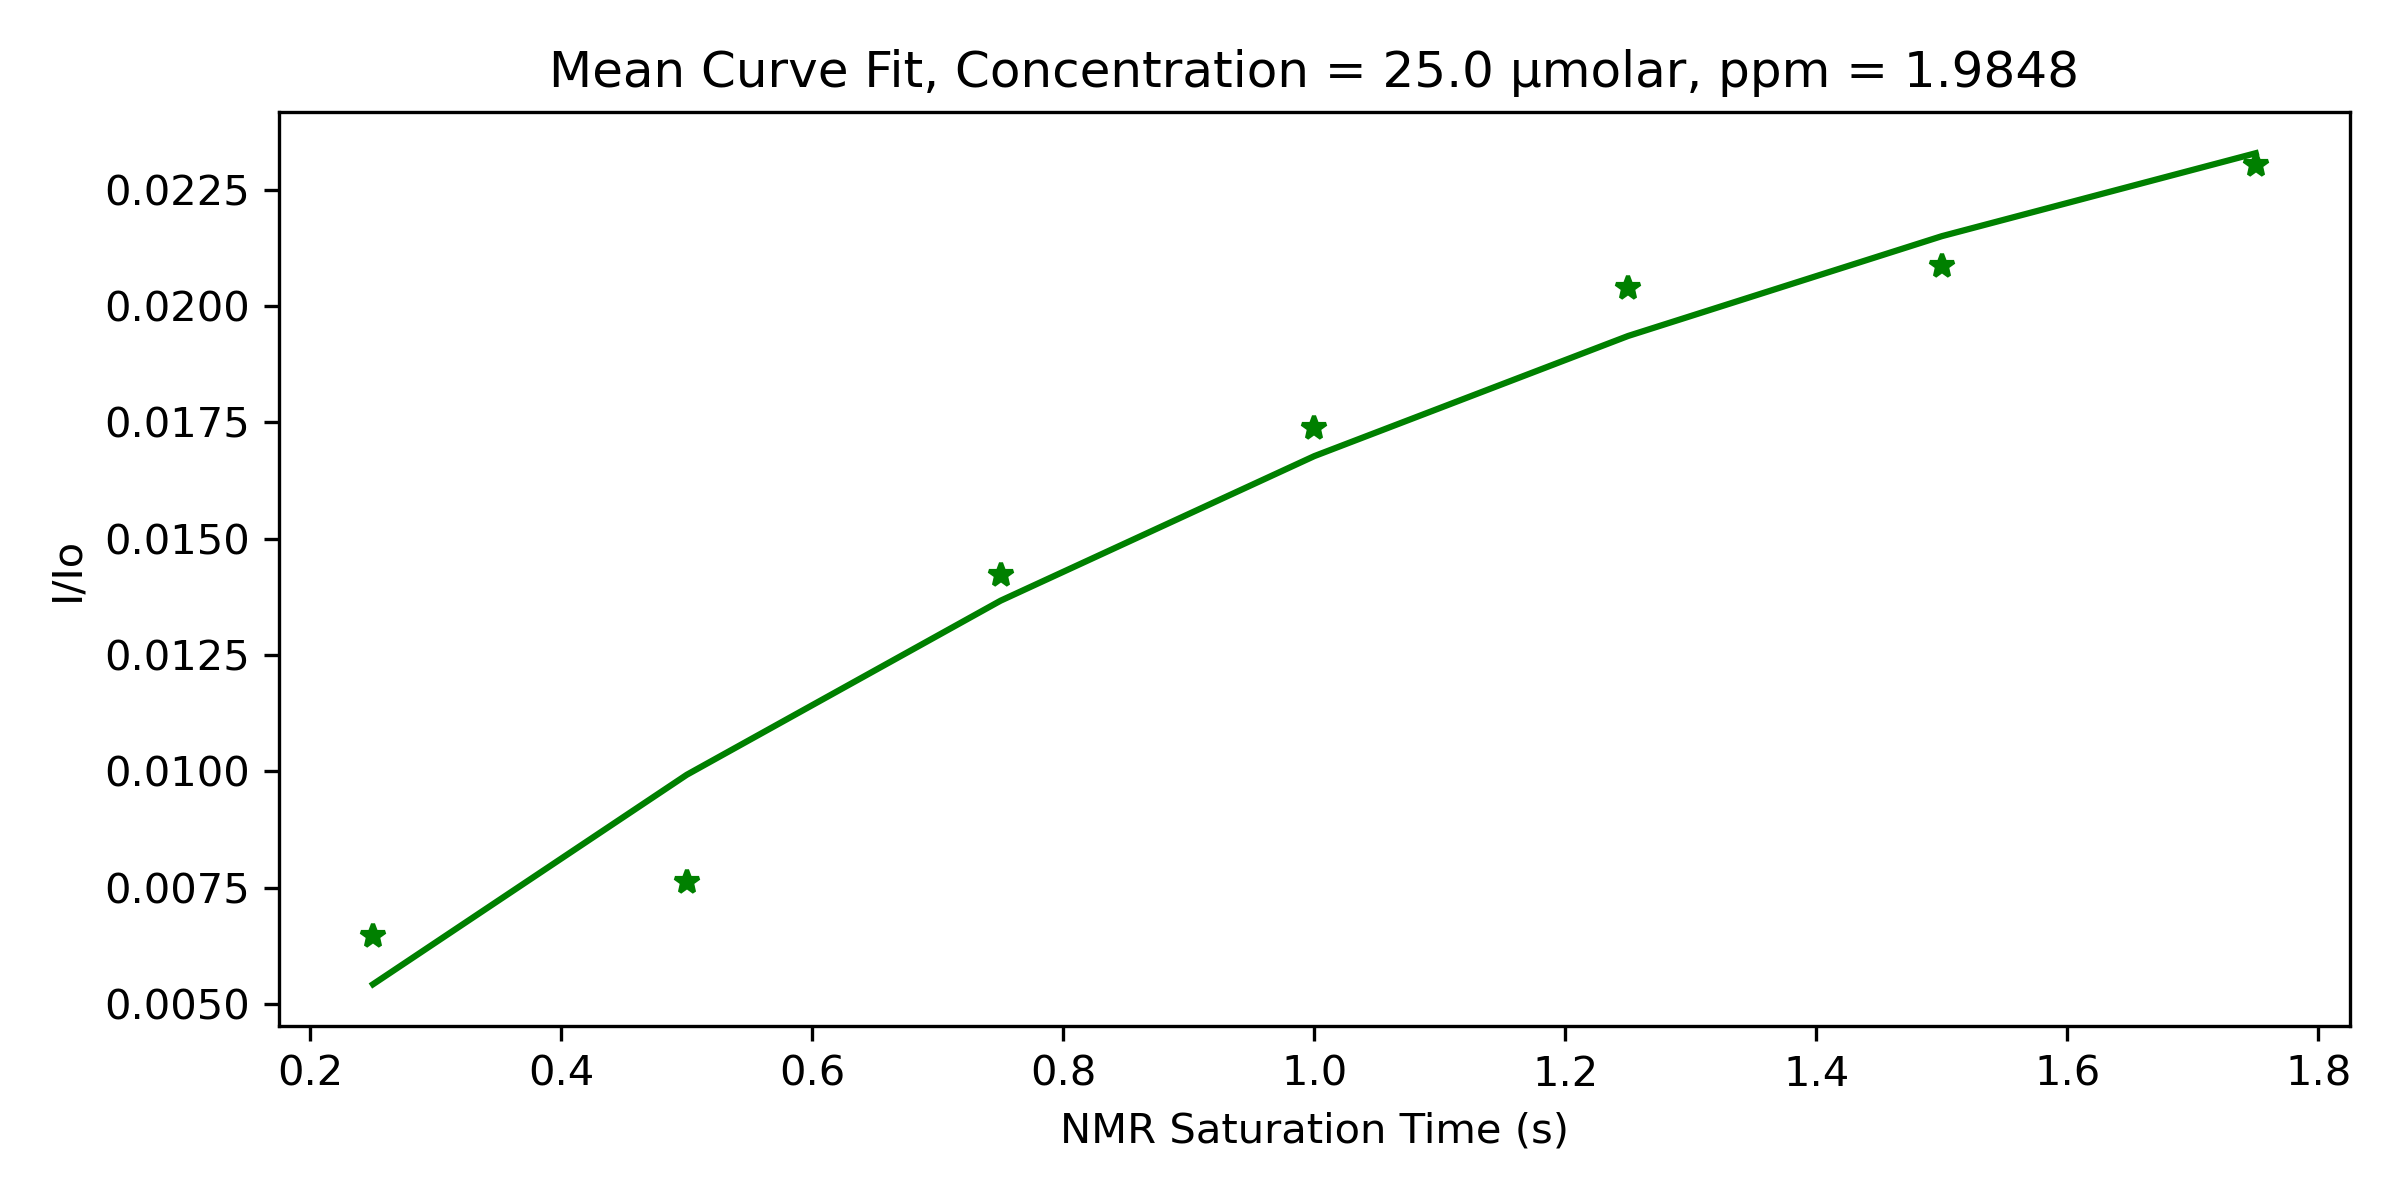 Mean Curve Fit, Concentration = 25.0 µmolar, ppm = 1.9848
0.0225
0.0200
0.0175
0.0150
0.0125
0.0100
0.0075
0.0050
I/Io
0.2 0.4 0.6 0.8 1.0 1.2 1.4 1.6 1.8
NMR Saturation Time (s)